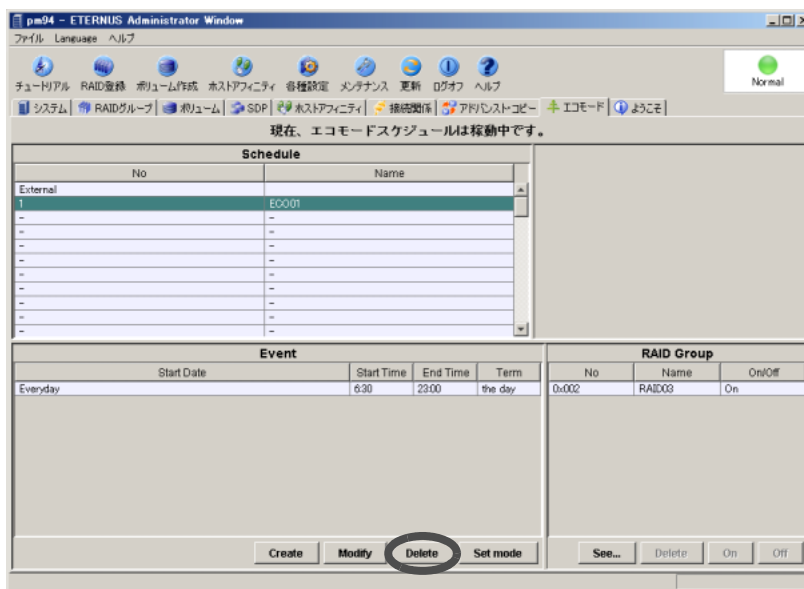 pm94 - ETERNUS Administrator Window
ファイル Language ヘルプ
チュートリアル RAID登録 ボリューム作成 ホストアフィニティ 各種設定 メンテナンス 更新 ログオフ ヘルプ
Normal
システム RAIDグループ ボリューム SDP ホストアフィニティ 接続関係 アドバンスト・コピー エコモード ようこそ
現在、エコモードスケジュールは稼動中です。
Schedule
No Name
External
1 ECO01
- -
- -
- -
- -
- -
- -
- -
- -
- -
Event
Start Date Start Time End Time Term
Everyday 6:30 23:00 the day
RAID Group
No Name On/Off
0x002 RAID03 On
Create Modify Delete Set mode
See... Delete On Off